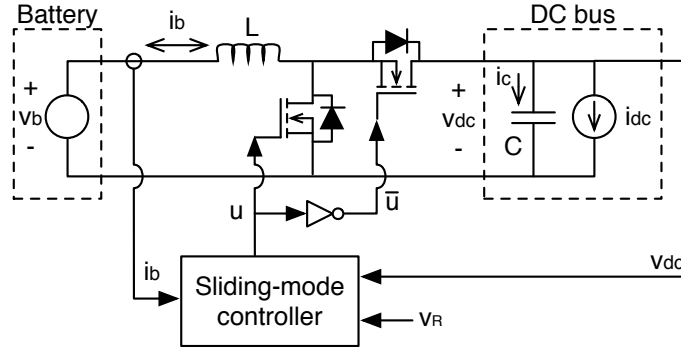 Battery
DC bus
ib
L
+
vb
-
+
vdc
-
ic
C
idc
u
u̅
ib
Sliding-mode
controller
vdc
vR